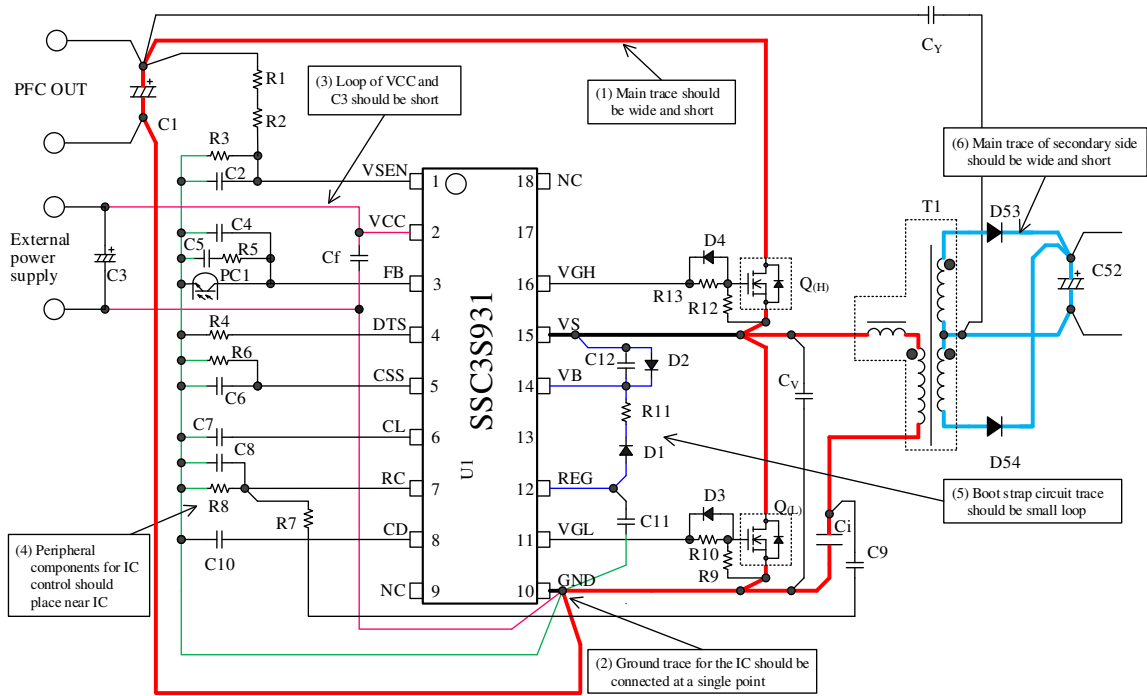 C_Y
PFC OUT
C1
R1
R2
(3) Loop of VCC and
C3 should be short
(1) Main trace should
be wide and short
R3
C2
VSEN
1
18
NC
(6) Main trace of secondary side
should be wide and short
T1
D53
VCC
2
17
External
power
supply
C3
C4
C5
R5
PC1
Cf
FB
3
16
VGH
D4
R13
R12
Q(H)
C52
R4
DTS
4
15
VS
R6
C6
CSS
5
14
VB
C12
D2
C_V
R11
C7
CL
6
13
D1
C8
RC
7
12
REG
R8
R7
D54
(5) Boot strap circuit trace
should be small loop
SSC3S931
U1
C11
D3
Q(L)
Ci
C9
(4) Peripheral
components for IC
control should
place near IC
C10
CD
8
11
VGL
R10
R9
NC
9
10
GND
(2) Ground trace for the IC should be
connected at a single point